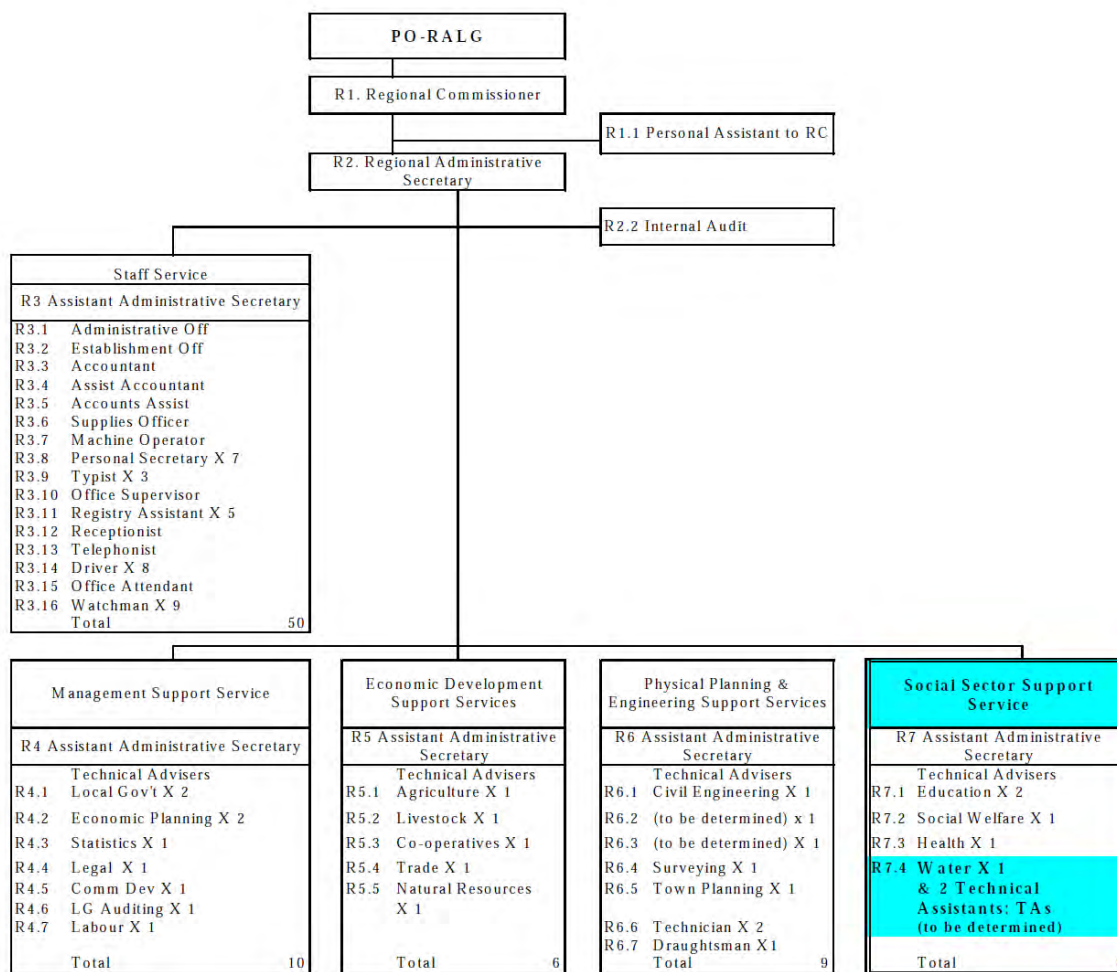 PO-RALG
R1. Regional Commissioner
R1.1 Personal Assistant to RC
R2. Regional Administrative
Secretary
R2.2 Internal Audit
Staff Service
R3 Assistant Administrative Secretary
R3.1 Administrative Off
R3.2 Establishment Off
R3.3 Accountant
R3.4 Assist Accountant
R3.5 Accounts Assist
R3.6 Supplies Officer
R3.7 Machine Operator
R3.8 Personal Secretary X 7
R3.9 Typist X 3
R3.10 Office Supervisor
R3.11 Registry Assistant X 5
R3.12 Receptionist
R3.13 Telephonist
R3.14 Driver X 8
R3.15 Office Attendant
R3.16 Watchman X 9
Total 50
Management Support Service
R4 Assistant Administrative Secretary
Technical Advisers
R4.1 Local Gov't X 2
R4.2 Economic Planning X 2
R4.3 Statistics X 1
R4.4 Legal X 1
R4.5 Comm Dev X 1
R4.6 LG Auditing X 1
R4.7 Labour X 1
Total 10
Economic Development
Support Services
R5 Assistant Administrative
Secretary
Technical Advisers
R5.1 Agriculture X 1
R5.2 Livestock X 1
R5.3 Co-operatives X 1
R5.4 Trade X 1
R5.5 Natural Resources
X 1
Total 6
Physical Planning &
Engineering Support Services
R6 Assistant Administrative
Secretary
Technical Advisers
R6.1 Civil Engineering X 1
R6.2 (to be determined) x 1
R6.3 (to be determined) X 1
R6.4 Surveying X 1
R6.5 Town Planning X 1
R6.6 Technician X 2
R6.7 Draughtsman X1
Total 9
Social Sector Support
Service
R7 Assistant Administrative
Secretary
Technical Advisers
R7.1 Education X 2
R7.2 Social Welfare X 1
R7.3 Health X 1
R7.4 Water X 1
& 2 Technical
Assistants; TAs
(to be determined)
Total